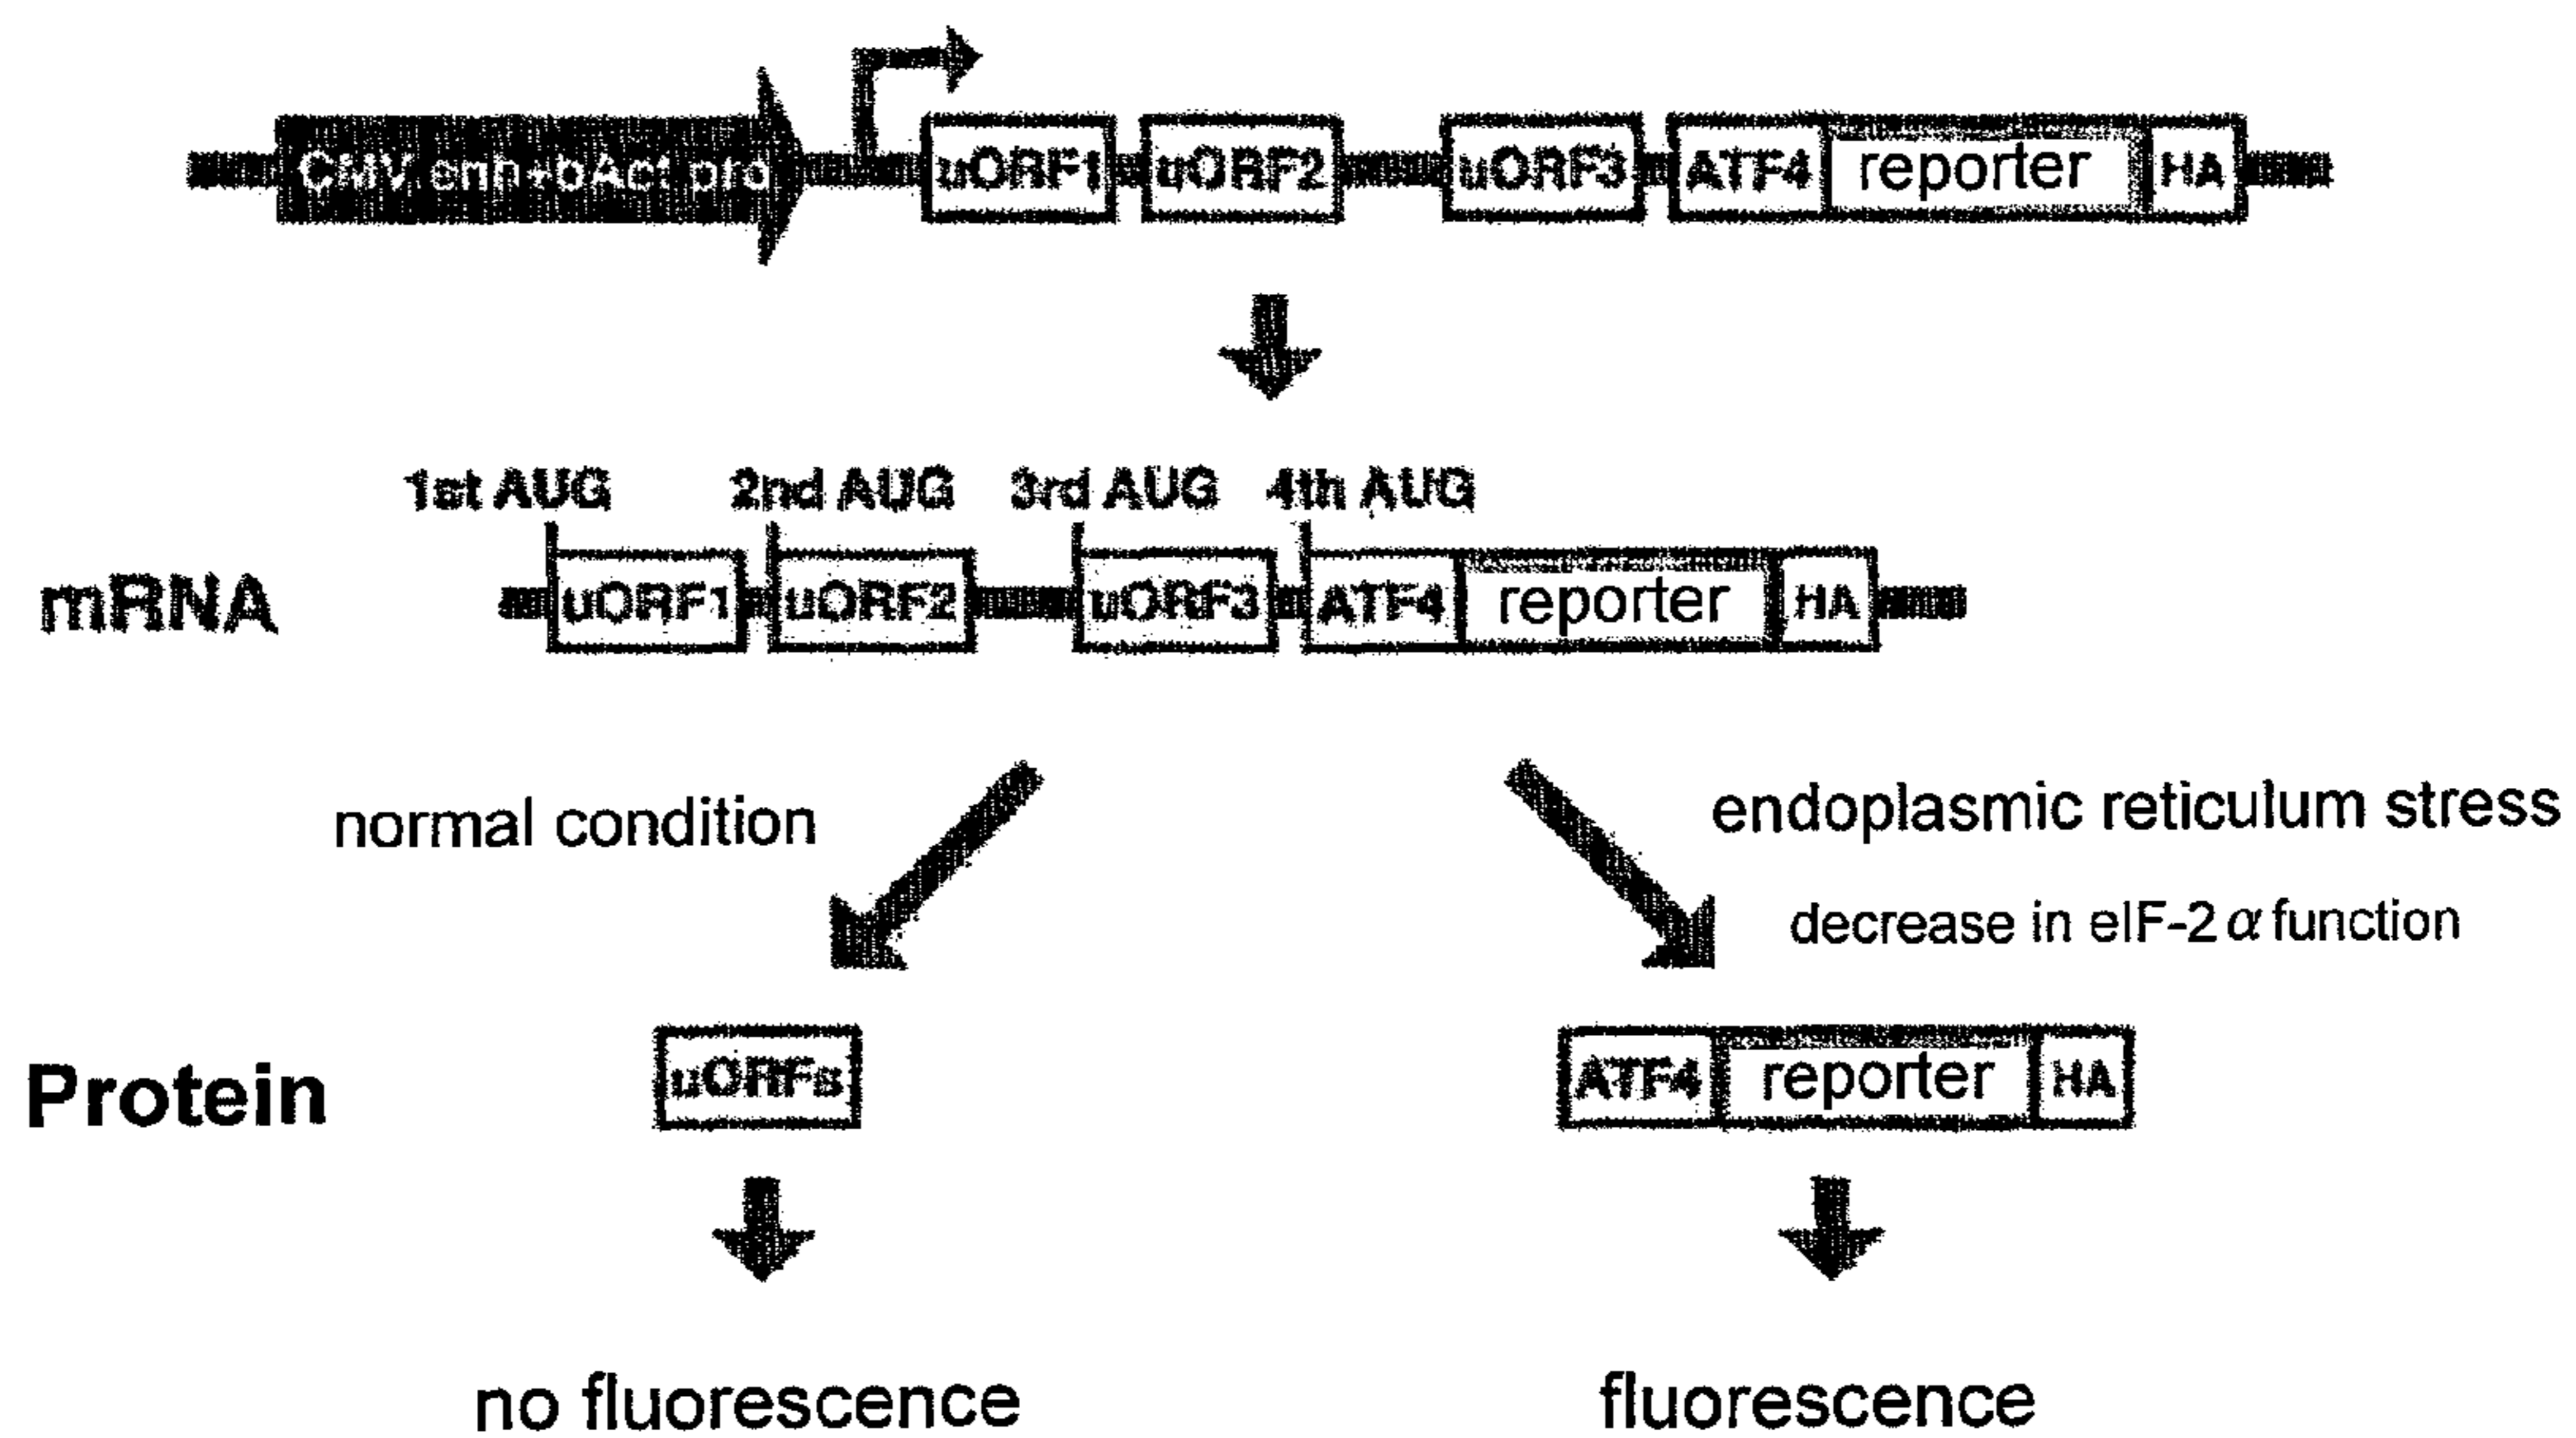 CMV enh+bAct pro uORF1 uORF2 uORF3 ATF4 reporter HA
1st AUG 2nd AUG 3rd AUG 4th AUG
mRNA uORF1 uORF2 uORF3 ATF4 reporter HA
normal condition
endoplasmic reticulum stress
decrease in eIF-2α function
Protein uORFs ATF4 reporter HA
no fluorescence fluorescence